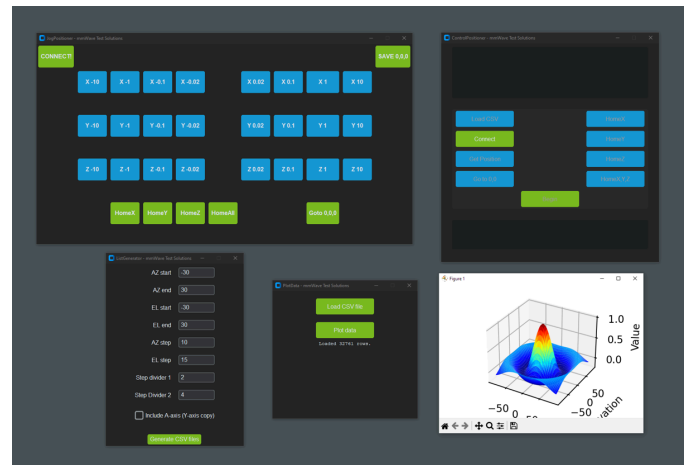 JogPositioner - mmWave Test Solutions
CONNECT!
SAVE 0,0,0
X -10 X -1 X -0.1 X -0.02 X 0.02 X 0.1 X 1 X 10
Y -10 Y -1 Y -0.1 Y -0.02 Y 0.02 Y 0.1 Y 1 Y 10
Z -10 Z -1 Z -0.1 Z -0.02 Z 0.02 Z 0.1 Z 1 Z 10
HomeX HomeY HomeZ HomeAll Goto 0,0,0
ControlPositioner - mmWave Test Solutions
Load CSV HomeX
Connect HomeY
Get Position HomeZ
Go to 0,0 HomeX,Y,Z
ListGenerator - mmWave Test Solutions
AZ start -30
AZ end 30
EL start -30
EL end 30
AZ step 10
EL step 15
Step divider 1 2
Step Divider 2 4
Include A-axis (Y-axis copy)
Generate CSV files
PlotData - mmWave Test Solutions
Load CSV file
Plot data
Loaded 32761 rows.
Figure 1
1.0
0.5
0.0
Value
50
0
−50
−50
0
50